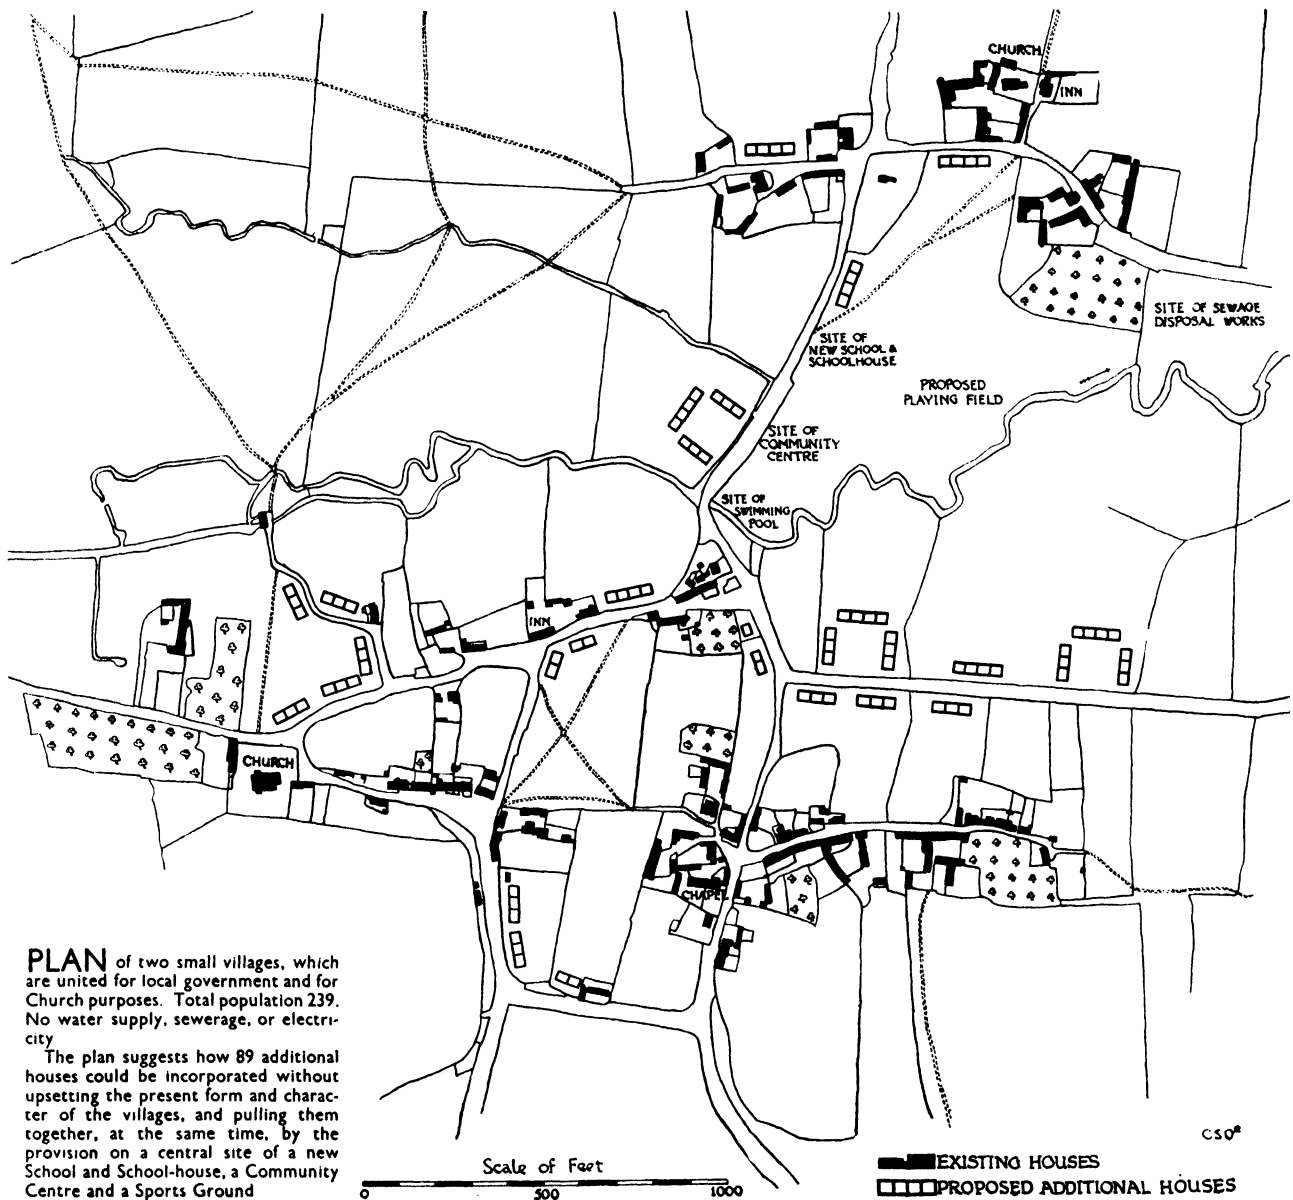 CHURCH
INN
SITE OF SEWAGE
DISPOSAL WORKS
SITE OF
NEW SCHOOL &
SCHOOLHOUSE
PROPOSED
PLAYING FIELD
SITE OF
COMMUNITY
CENTRE
SITE OF
SWIMMING
POOL
INN
CHURCH
CHAPEL
PLAN of two small villages, which
are united for local government and for
Church purposes. Total population 239.
No water supply, sewerage, or electri-
city
The plan suggests how 89 additional
houses could be incorporated without
upsetting the present form and charac-
ter of the villages, and pulling them
together, at the same time, by the
provision on a central site of a new
School and School-house, a Community
Centre and a Sports Ground
Scale of Feet
0 500 1000
CSOR
EXISTING HOUSES
PROPOSED ADDITIONAL HOUSES